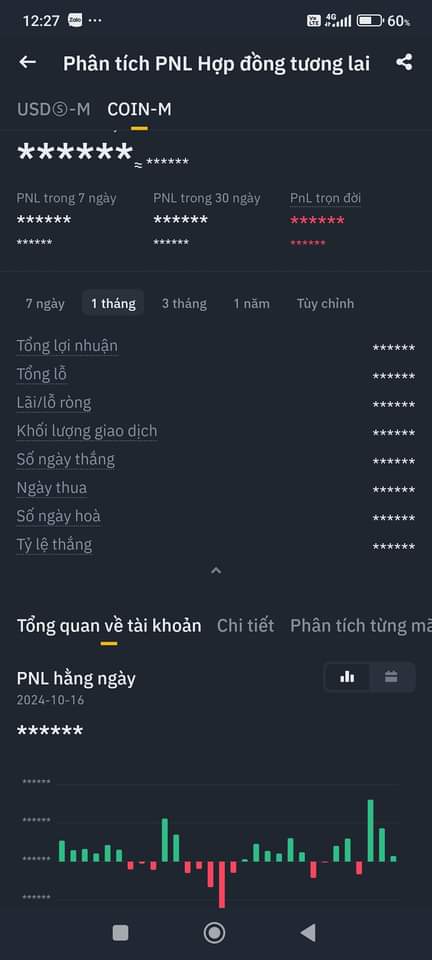 12:27 Zalo ... Vo LTE 4G 60%
Phân tích PNL Hợp đồng tương lai
USDⓈ-M COIN-M
******≈ ******
PNL trong 7 ngày PNL trong 30 ngày PnL trọn đời
****** ****** ******
****** ****** ******
7 ngày 1 tháng 3 tháng 1 năm Tùy chỉnh
Tổng lợi nhuận ******
Tổng lỗ ******
Lãi/lỗ ròng ******
Khối lượng giao dịch ******
Số ngày thắng ******
Ngày thua ******
Số ngày hoà ******
Tỷ lệ thắng ******
Tổng quan về tài khoản Chi tiết Phân tích từng mã
PNL hằng ngày
2024-10-16
******
******
******
******
******